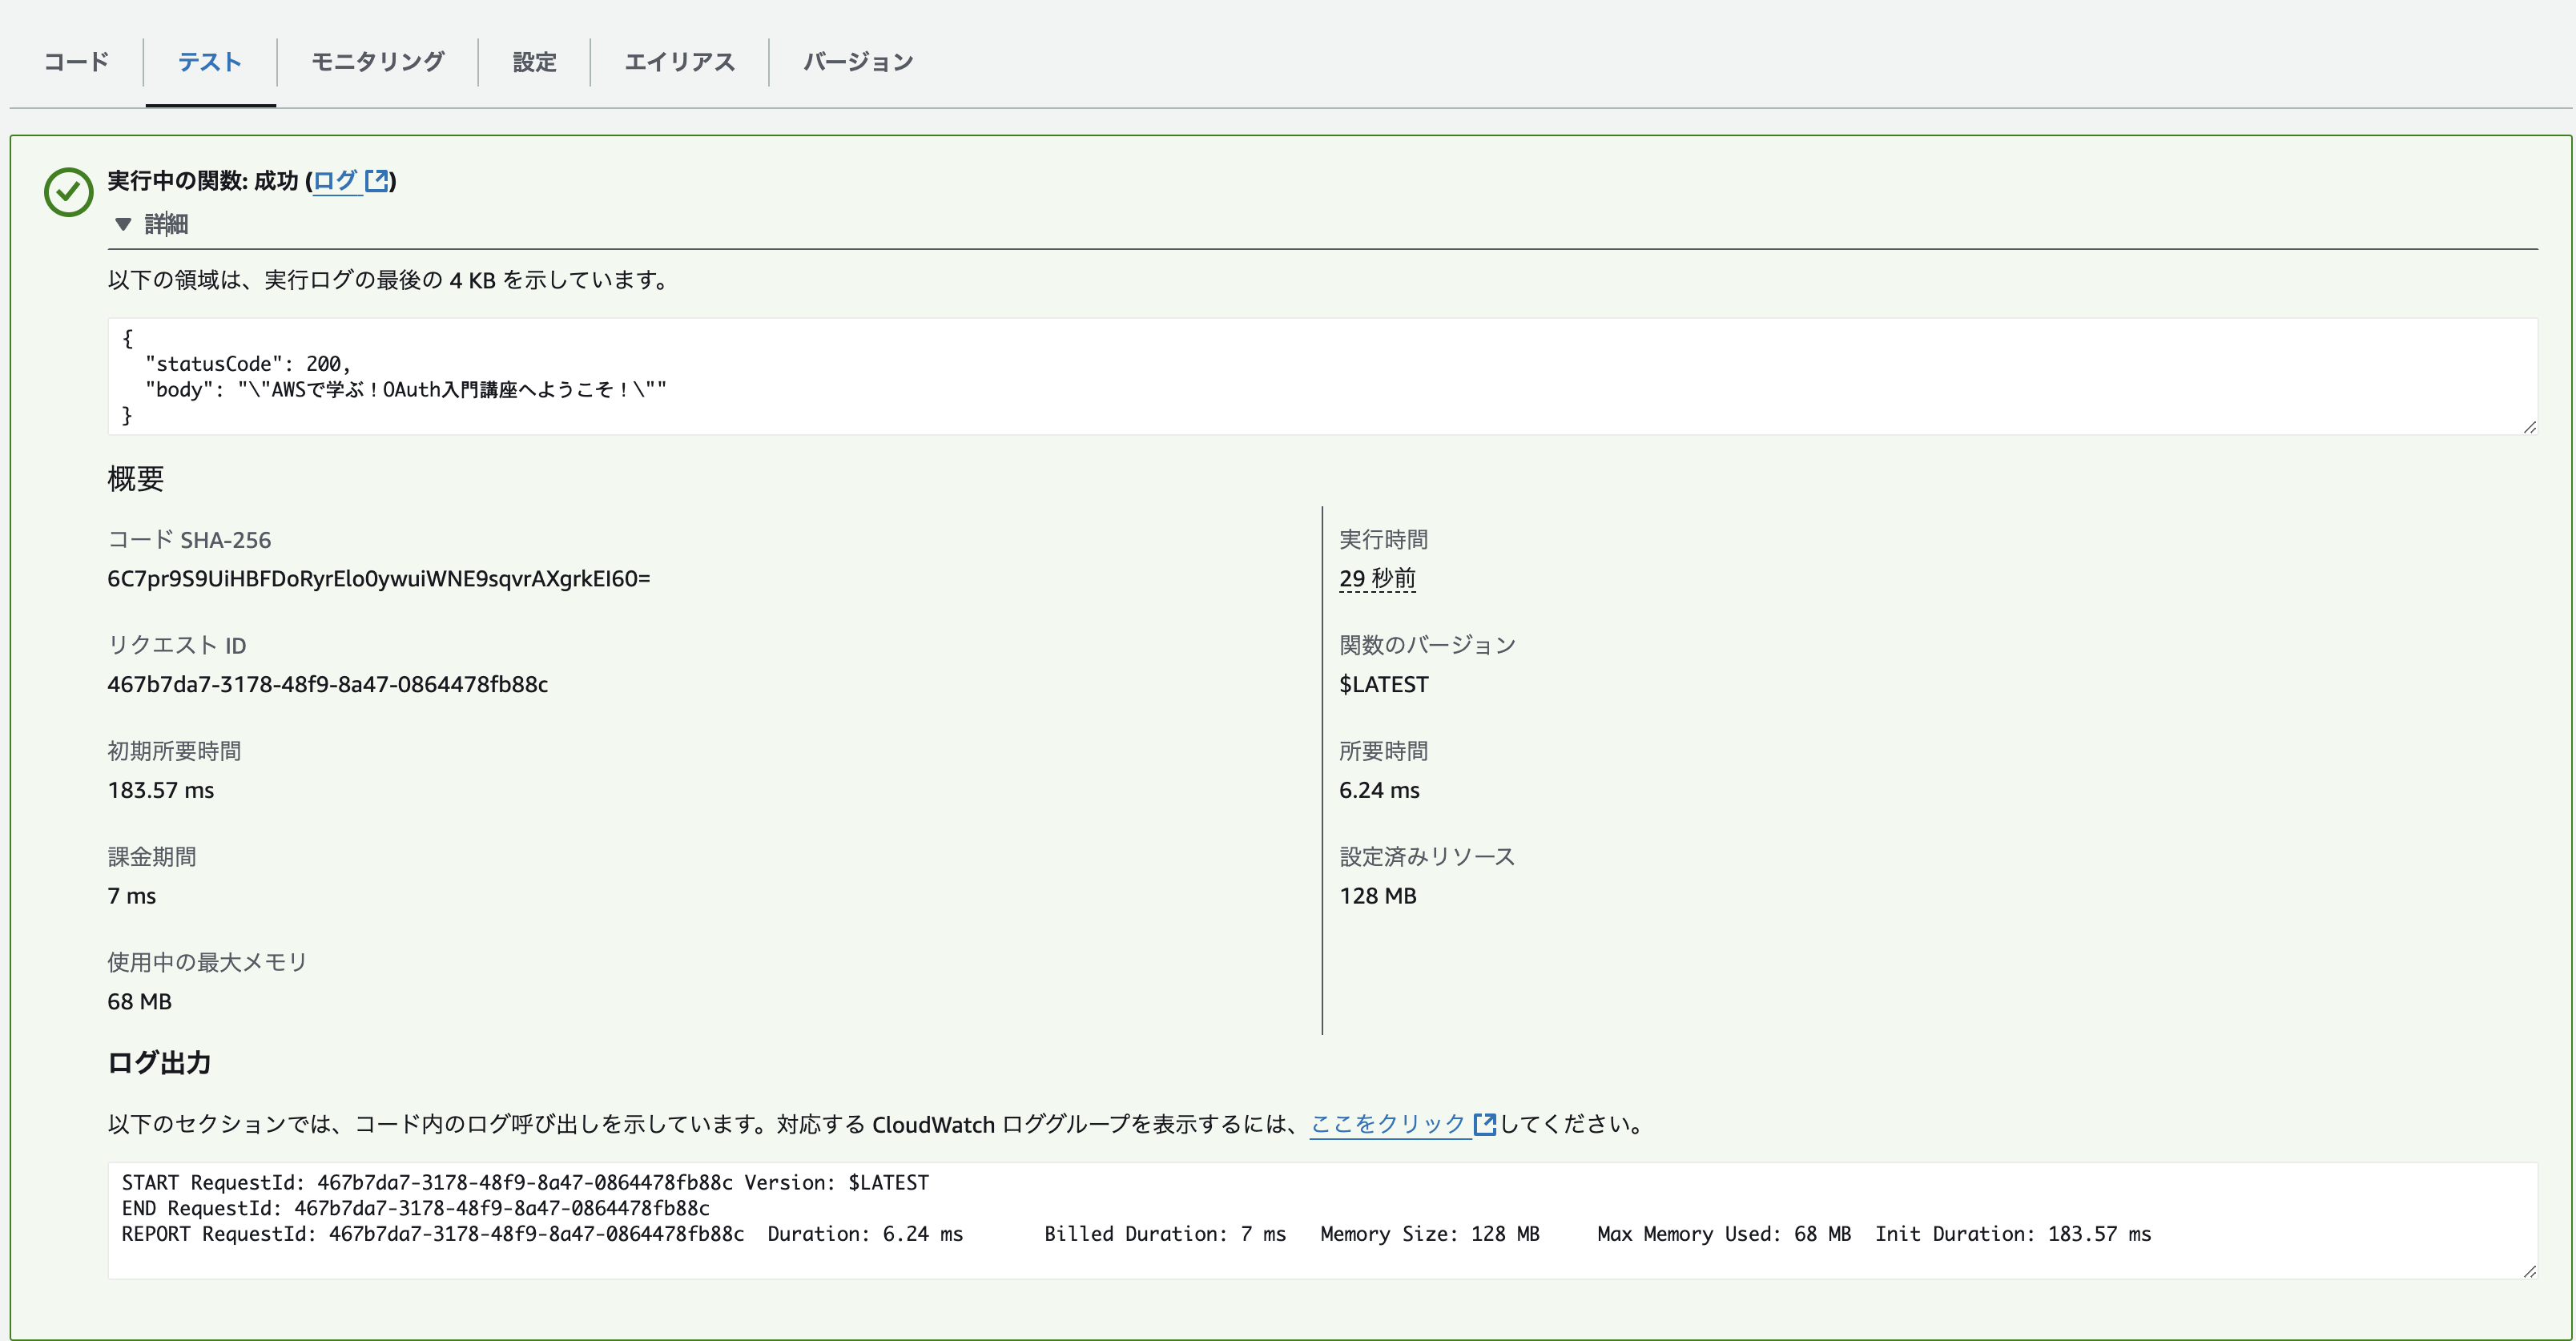 コード テスト モニタリング 設定 エイリアス バージョン
実行中の関数: 成功 (ログ)
▼ 詳細
以下の領域は、実行ログの最後の 4 KB を示しています。
{
  "statusCode": 200,
  "body": "\"AWSで学ぶ！OAuth入門講座へようこそ！\""
}
概要
コード SHA-256
6C7pr9S9UiHBFDoRyrElo0ywuiWNE9sqvrAXgrkEI60=
リクエスト ID
467b7da7-3178-48f9-8a47-0864478fb88c
初期所要時間
183.57 ms
課金期間
7 ms
使用中の最大メモリ
68 MB
実行時間
29 秒前
関数のバージョン
$LATEST
所要時間
6.24 ms
設定済みリソース
128 MB
ログ出力
以下のセクションでは、コード内のログ呼び出しを示しています。対応する CloudWatch ロググループを表示するには、ここをクリックしてください。
START RequestId: 467b7da7-3178-48f9-8a47-0864478fb88c Version: $LATEST
END RequestId: 467b7da7-3178-48f9-8a47-0864478fb88c
REPORT RequestId: 467b7da7-3178-48f9-8a47-0864478fb88c  Duration: 6.24 ms  Billed Duration: 7 ms  Memory Size: 128 MB  Max Memory Used: 68 MB  Init Duration: 183.57 ms